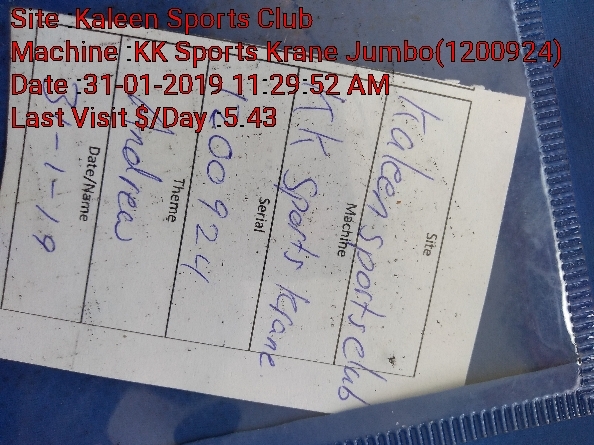 Site :Kaleen Sports Club
Machine :KK Sports Krane Jumbo(1200924)
Date :31-01-2019 11:29:52 AM
Last Visit $/Day :5.43
Site
Kaleen sports club
Machine
KK Sports Krane
Serial
1200924
Theme
Andrea
Date/Name
3-1-19